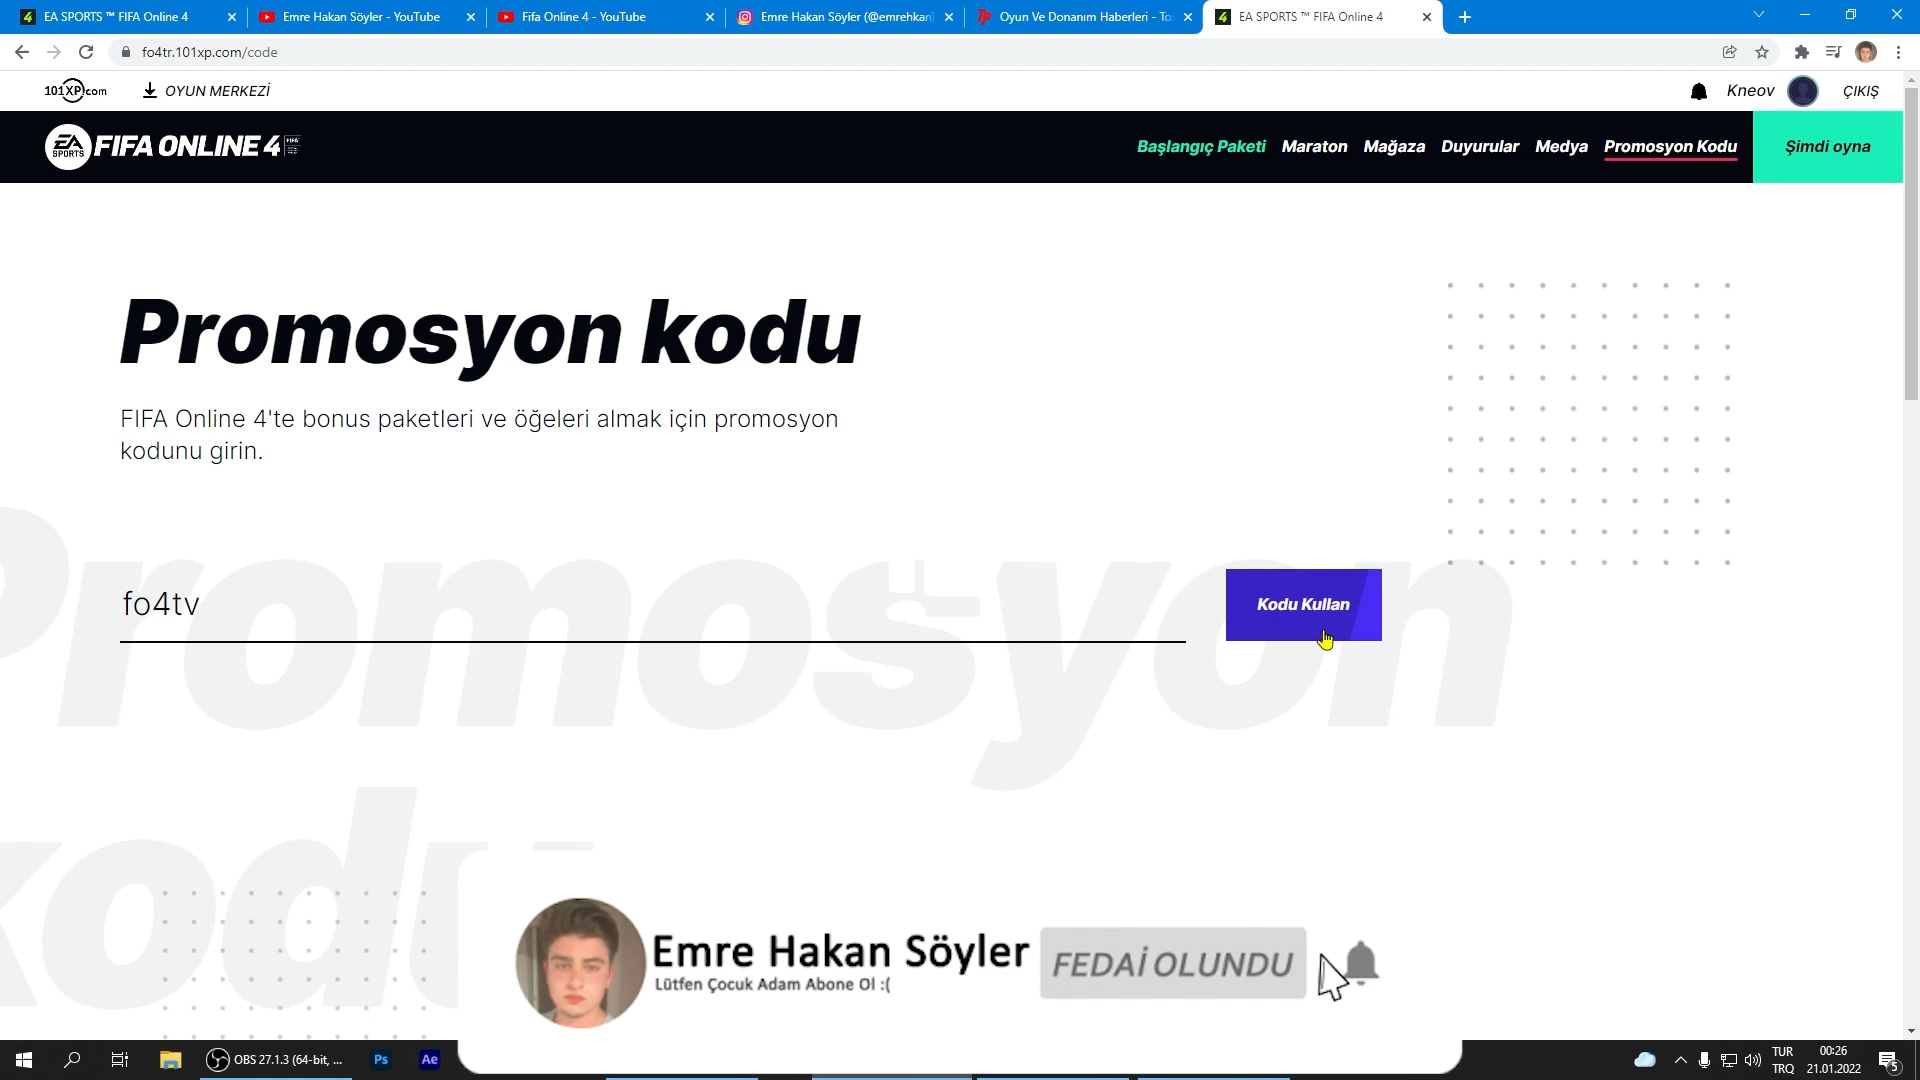 EA SPORTS ™ FIFA Online 4
Emre Hakan Söyler - YouTube
Fifa Online 4 - YouTube
Emre Hakan Söyler (@emrehkan)
Oyun Ve Donanım Haberleri - To
EA SPORTS ™ FIFA Online 4
fo4tr.101xp.com/code
101XP.com
OYUN MERKEZİ
Kneov
ÇIKIŞ
EA SPORTS
FIFA ONLINE 4
Başlangıç Paketi
Maraton
Mağaza
Duyurular
Medya
Promosyon Kodu
Şimdi oyna
Promosyon kodu
FIFA Online 4'te bonus paketleri ve öğeleri almak için promosyon
kodunu girin.
Promosyon
fo4tv
Kodu Kullan
kodu
Emre Hakan Söyler
Lütfen Çocuk Adam Abone Ol :(
FEDAİ OLUNDU
OBS 27.1.3 (64-bit, ...
Ps
Ae
TUR
TRQ
00:26
21.01.2022
5